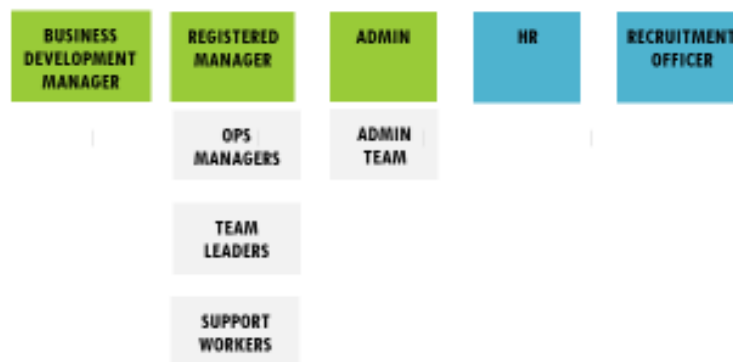 BUSINESS
DEVELOPMENT
MANAGER
REGISTERED
MANAGER
ADMIN
HR
RECRUITMENT
OFFICER
OPS
MANAGERS
ADMIN
TEAM
TEAM
LEADERS
SUPPORT
WORKERS